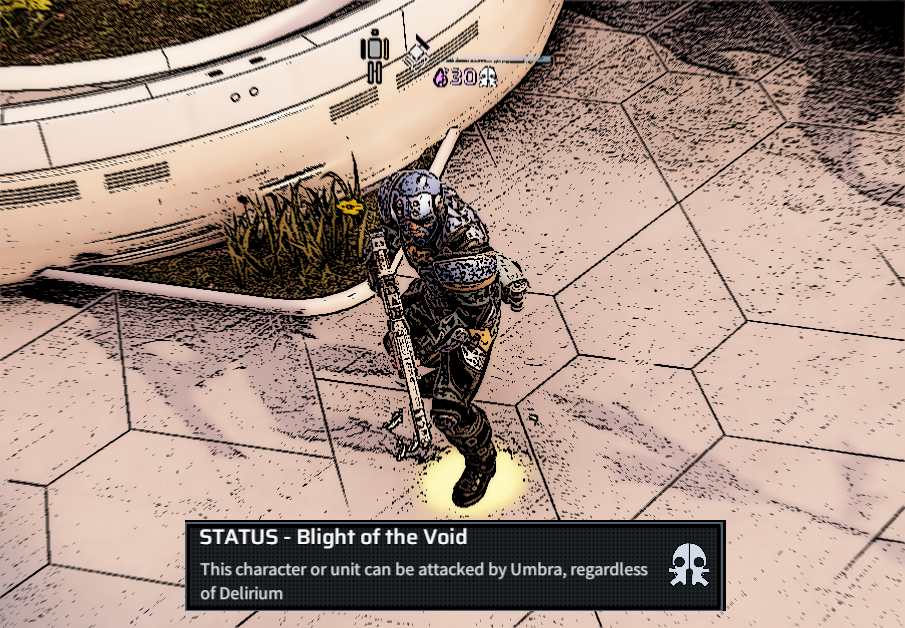 30
STATUS - Blight of the Void
This character or unit can be attacked by Umbra, regardless
of Delirium